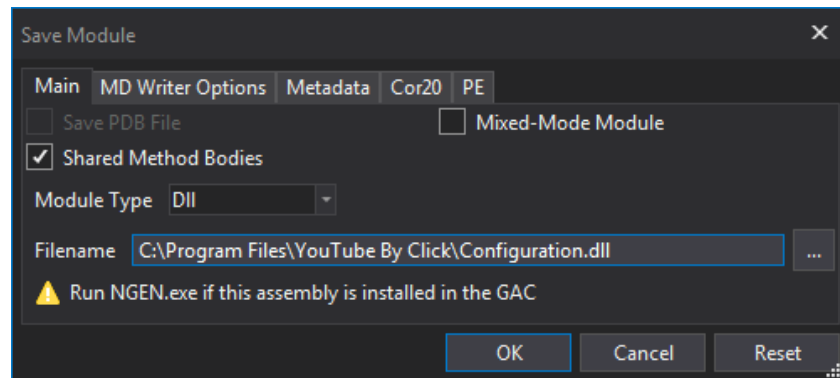 Save Module
Main MD Writer Options Metadata Cor20 PE
Save PDB File Mixed-Mode Module
Shared Method Bodies
Module Type Dll
Filename C:\Program Files\YouTube By Click\Configuration.dll ...
Run NGEN.exe if this assembly is installed in the GAC
OK Cancel Reset